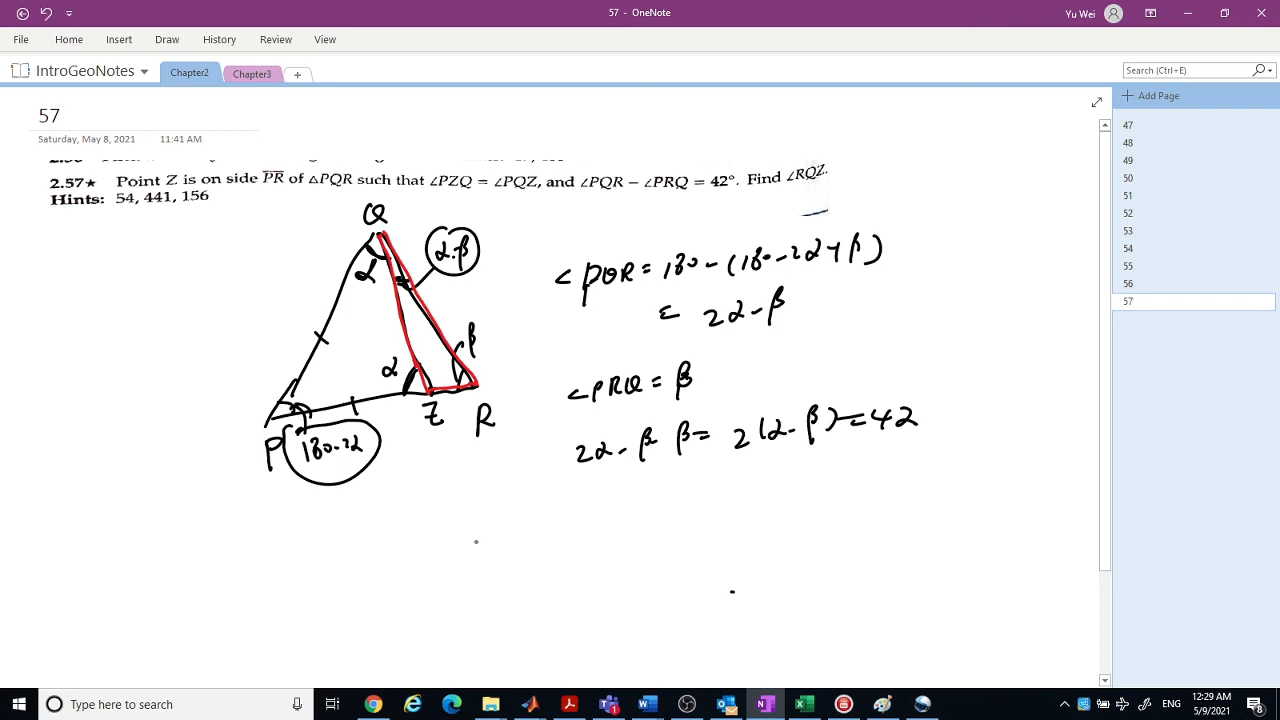 57 - OneNote
Yu Wei
File Home Insert Draw History Review View
IntroGeoNotes Chapter2 Chapter3 +
Search (Ctrl+E)
Add Page
57
Saturday, May 8, 2021 11:41 AM
2.57★ Point Z is on side PR of △PQR such that ∠PZQ = ∠PQZ, and ∠PQR − ∠PRQ = 42°. Find ∠RQZ.
Hints: 54, 441, 156
Q
α
α-β
β
α
P
Z
R
180-2α
∠PQR = 180-(180-2α+β)
= 2α-β
∠PRQ = β
2α-β-β= 2(α-β)=42
47
48
49
50
51
52
53
54
55
56
57
Type here to search
ENG
12:29 AM
5/9/2021